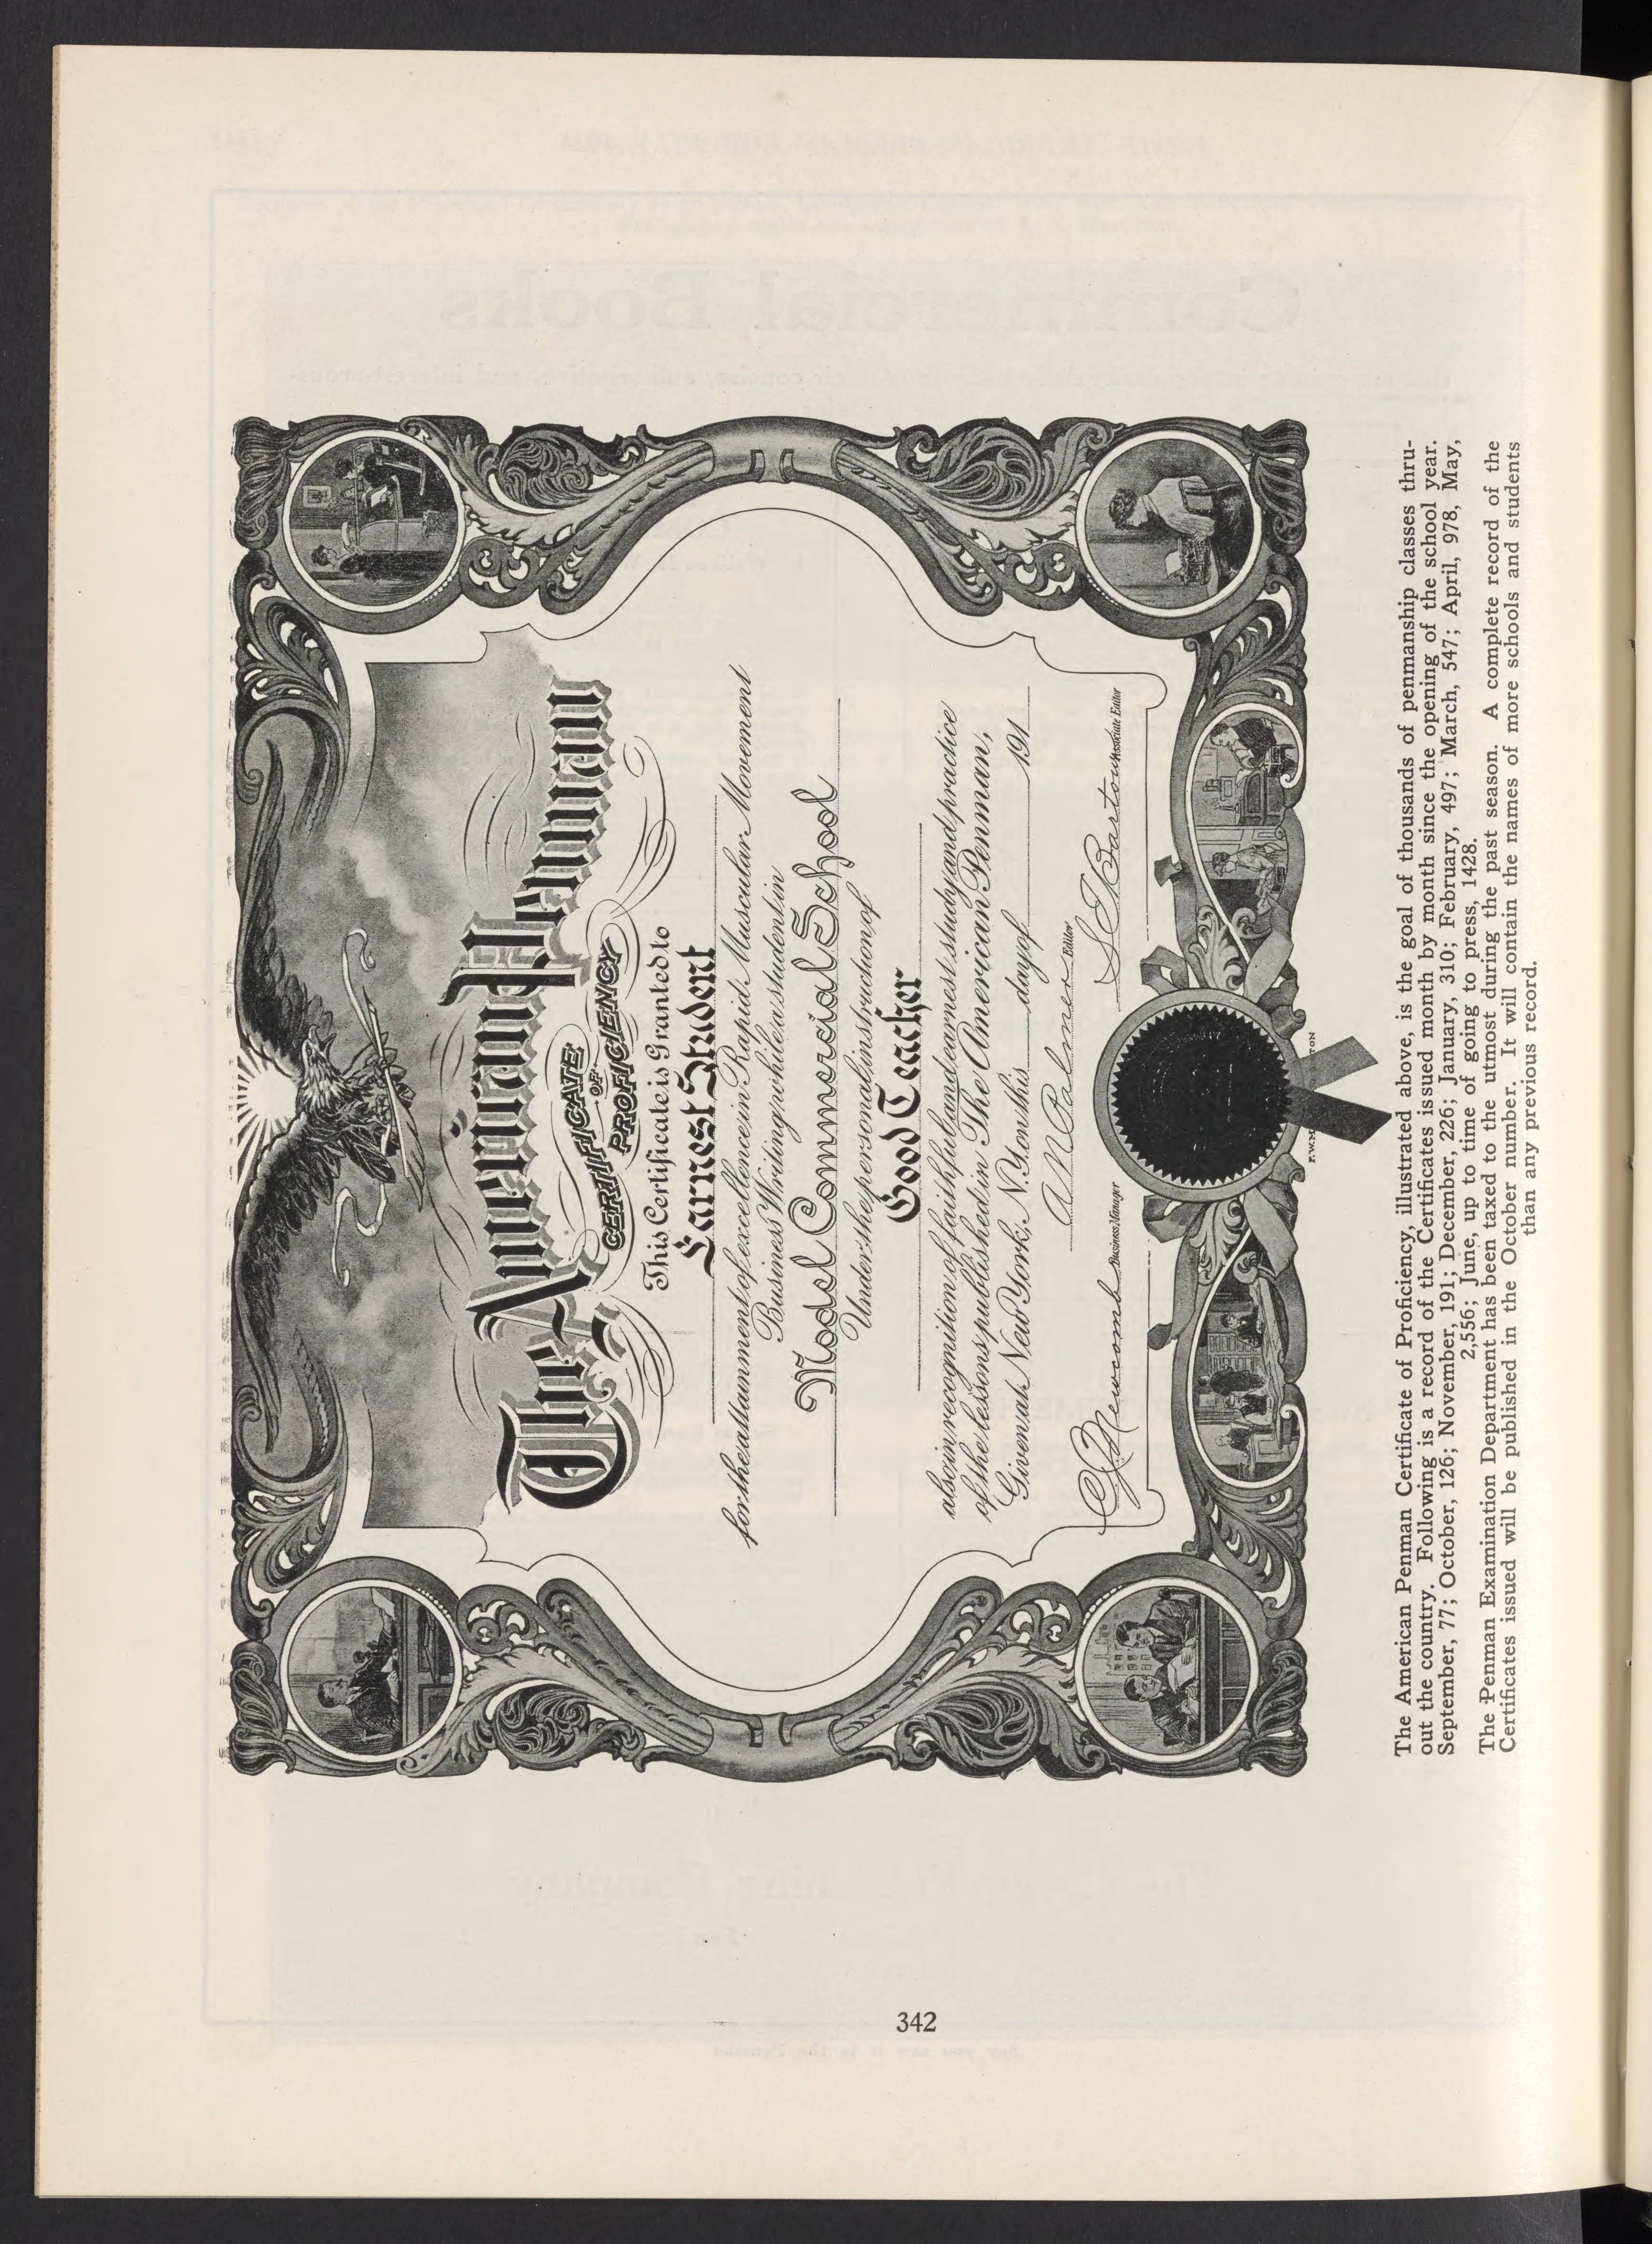 The American Penman
CERTIFICATE
OF
PROFICIENCY
This Certificate is Granted to
Earnest Student
for the attainment of excellence in Rapid Muscular Movement
Business Writing while a student in
Model Commercial School
Under the personal instruction of
Good Teacher
also in recognition of faithful and earnest study and practice
of the lessons published in The American Penman,
Given at New York, N.Y. on this day of 191
A N Palmer Editor
Newcomb Business Manager
Barton Associate Editor
The American Penman Certificate of Proficiency, illustrated above, is the goal of thousands of penmanship classes thru-
out the country. Following is a record of the Certificates issued month by month since the opening of the school year.
September, 77; October, 126; November, 191; December, 226; January, 310; February, 497; March, 547; April, 978, May,
2,556; June, up to time of going to press, 1428.
The Penman Examination Department has been taxed to the utmost during the past season. A complete record of the
Certificates issued will be published in the October number. It will contain the names of more schools and students
than any previous record.
342